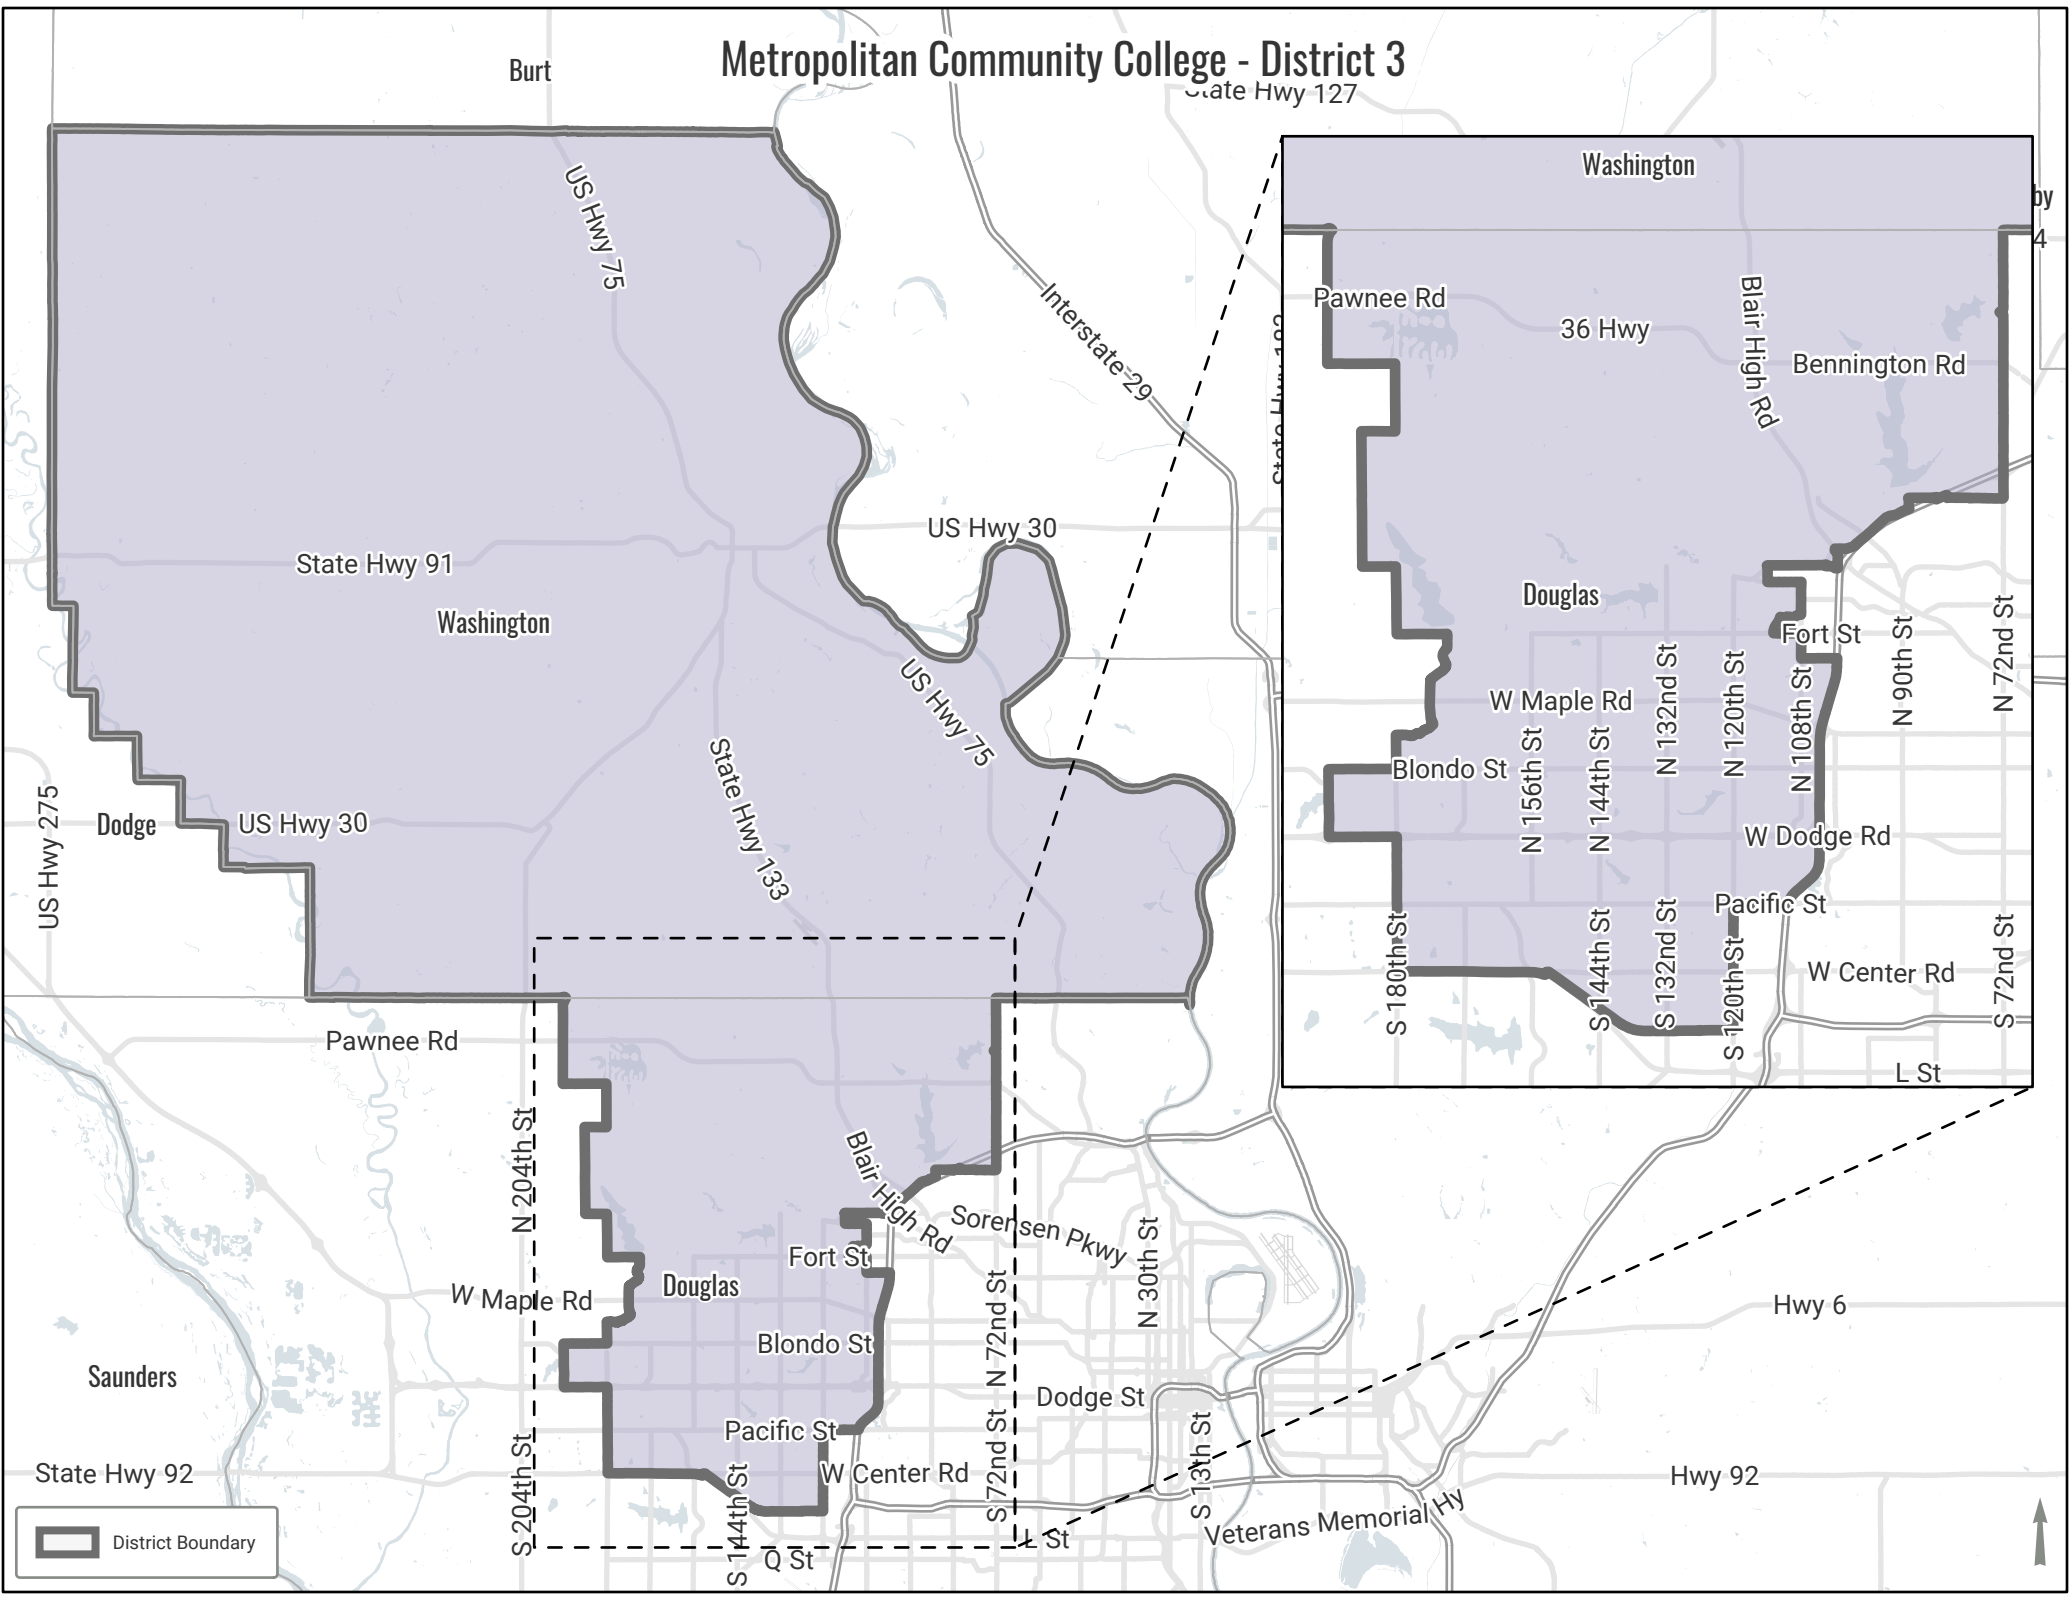 Metropolitan Community College - District 3
Burt
State Hwy 127
US Hwy 75
Interstate 29
US Hwy 30
State Hwy 91
Washington
US Hwy 75
State Hwy 133
US Hwy 275
Dodge
US Hwy 30
Pawnee Rd
N 204th St
Blair High Rd
Sorensen Pkwy
Fort St
N 30th St
W Maple Rd
Douglas
N 72nd St
Blondo St
Hwy 6
Saunders
Dodge St
Pacific St
S 72nd St
S 13th St
State Hwy 92
S 204th St
S 144th St
W Center Rd
Hwy 92
Veterans Memorial Hy
L St
Q St
District Boundary
Washington
by
4
Pawnee Rd
36 Hwy
Blair High Rd
Bennington Rd
Douglas
Fort St
N 90th St
N 72nd St
W Maple Rd
N 132nd St
N 120th St
N 108th St
Blondo St
N 156th St
N 144th St
W Dodge Rd
Pacific St
S 180th St
S 144th St
S 132nd St
S 120th St
W Center Rd
S 72nd St
L St